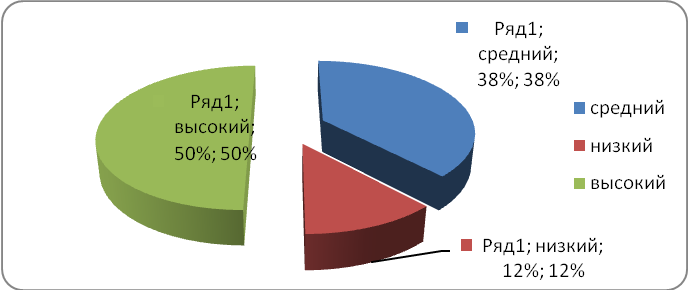 Ряд1;
средний;
38%; 38%
Ряд1;
высокий;
50%; 50%
средний
низкий
высокий
Ряд1; низкий;
12%; 12%